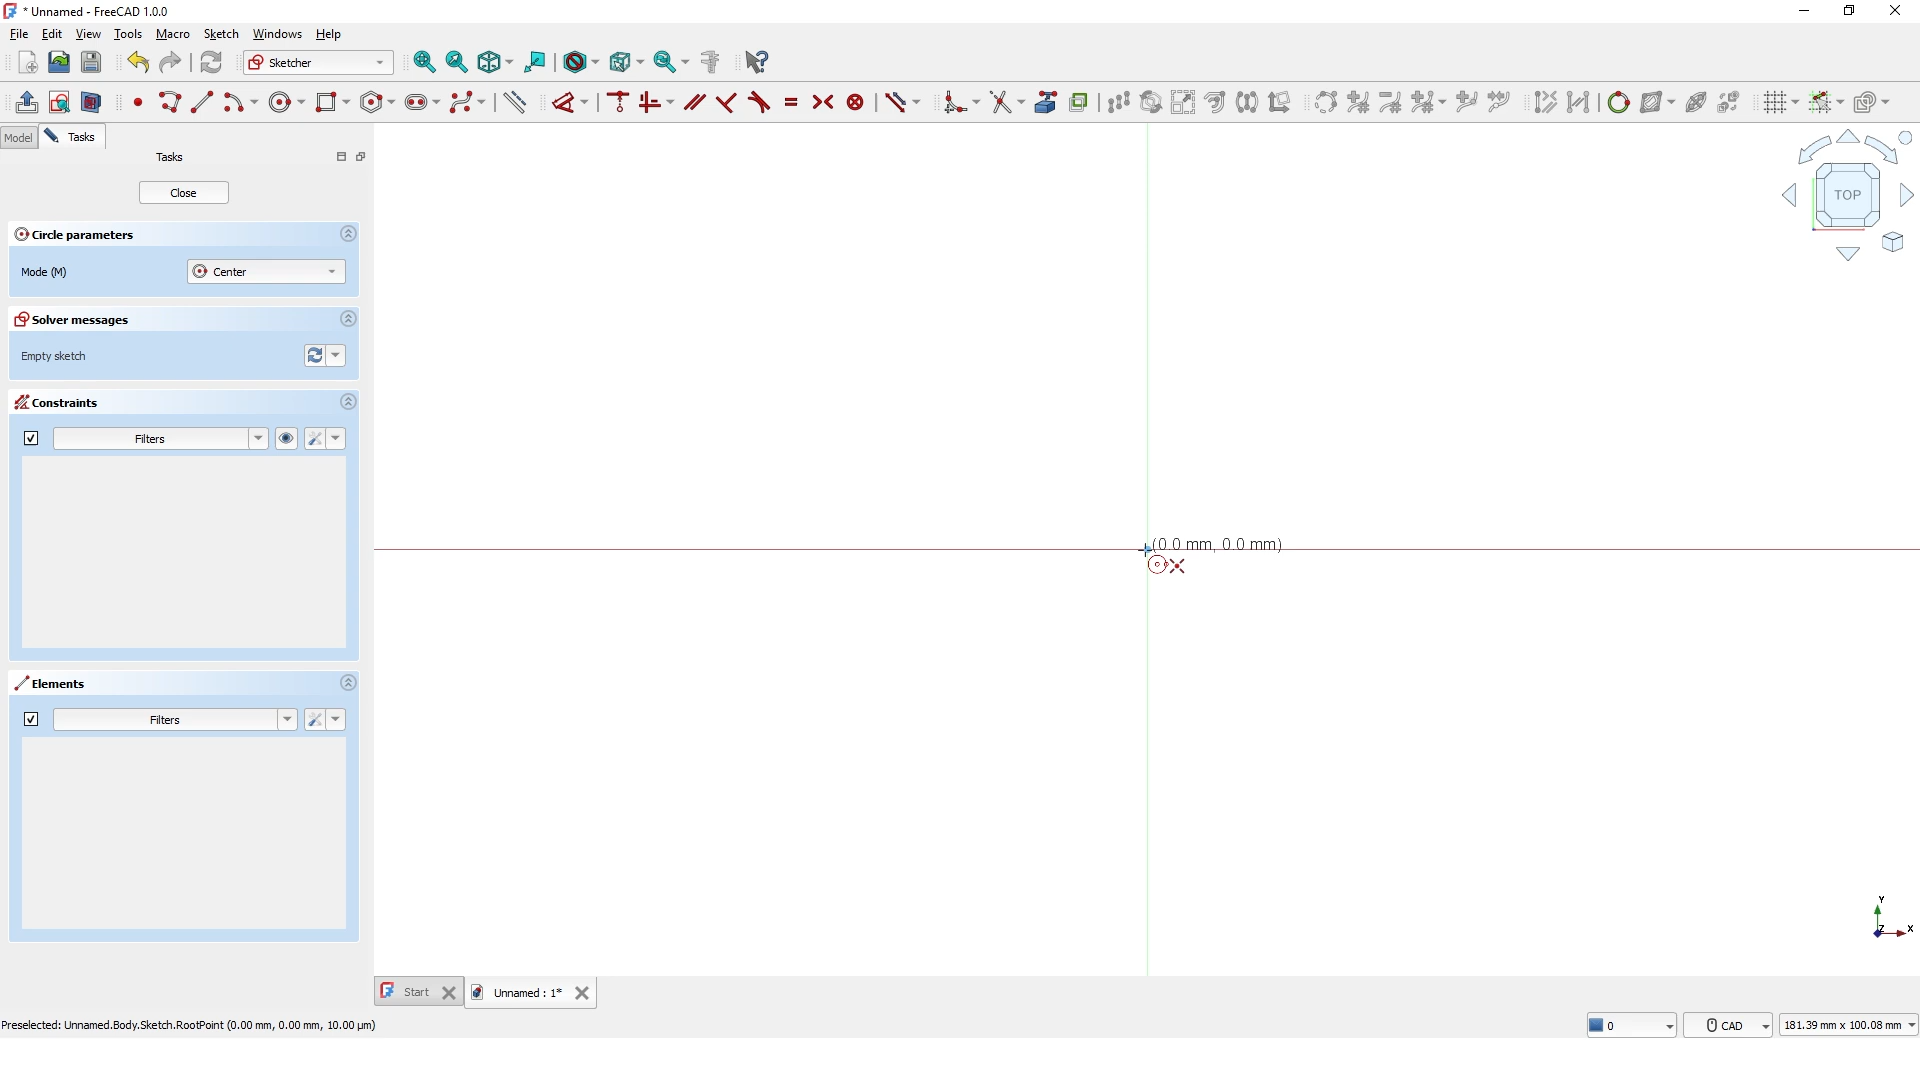 * Unnamed - FreeCAD 1.0.0
File Edit View Tools Macro Sketch Windows Help
Sketcher
Model Tasks
Tasks
Close
Circle parameters
Mode (M) Center
Solver messages
Empty sketch
Constraints
Filters
Elements
Filters
(0.0 mm, 0.0 mm)
TOP
Y
Z X
Start Unnamed : 1*
Preselected: Unnamed.Body.Sketch.RootPoint (0.00 mm, 0.00 mm, 10.00 µm)
0 CAD 181.39 mm x 100.08 mm